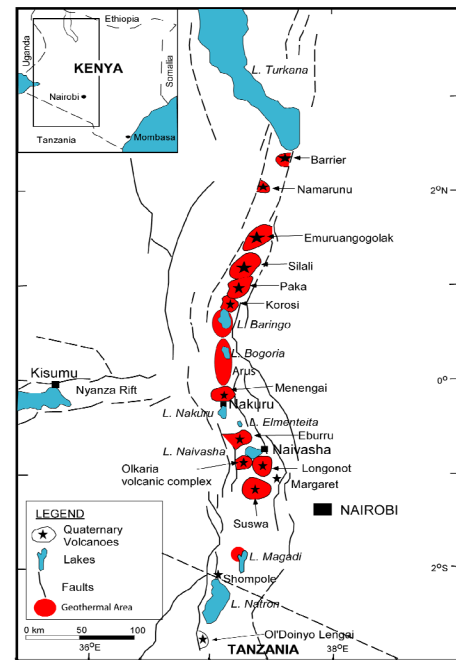 Ethiopia
Uganda
KENYA
Somalia
Nairobi
Tanzania
Mombasa
L. Turkana
Barrier
Namarunu
2°N
Emuruangogolak
Silali
Paka
Korosi
L. Baringo
L. Bogoria
Arus
0°
Kisumu
Nyanza Rift
Menengai
L. Nakuru
Nakuru
L. Elmenteita
Eburru
L. Naivasha
Naivasha
Olkaria
volcanic complex
Longonot
Margaret
NAIROBI
Suswa
LEGEND
Quaternary
Volcanoes
Lakes
Faults
Geothermal Area
0 km
50
100
L. Magadi
2°S
Shompole
L. Natron
Ol'Doinyo Lengai
TANZANIA
36°E
38°E